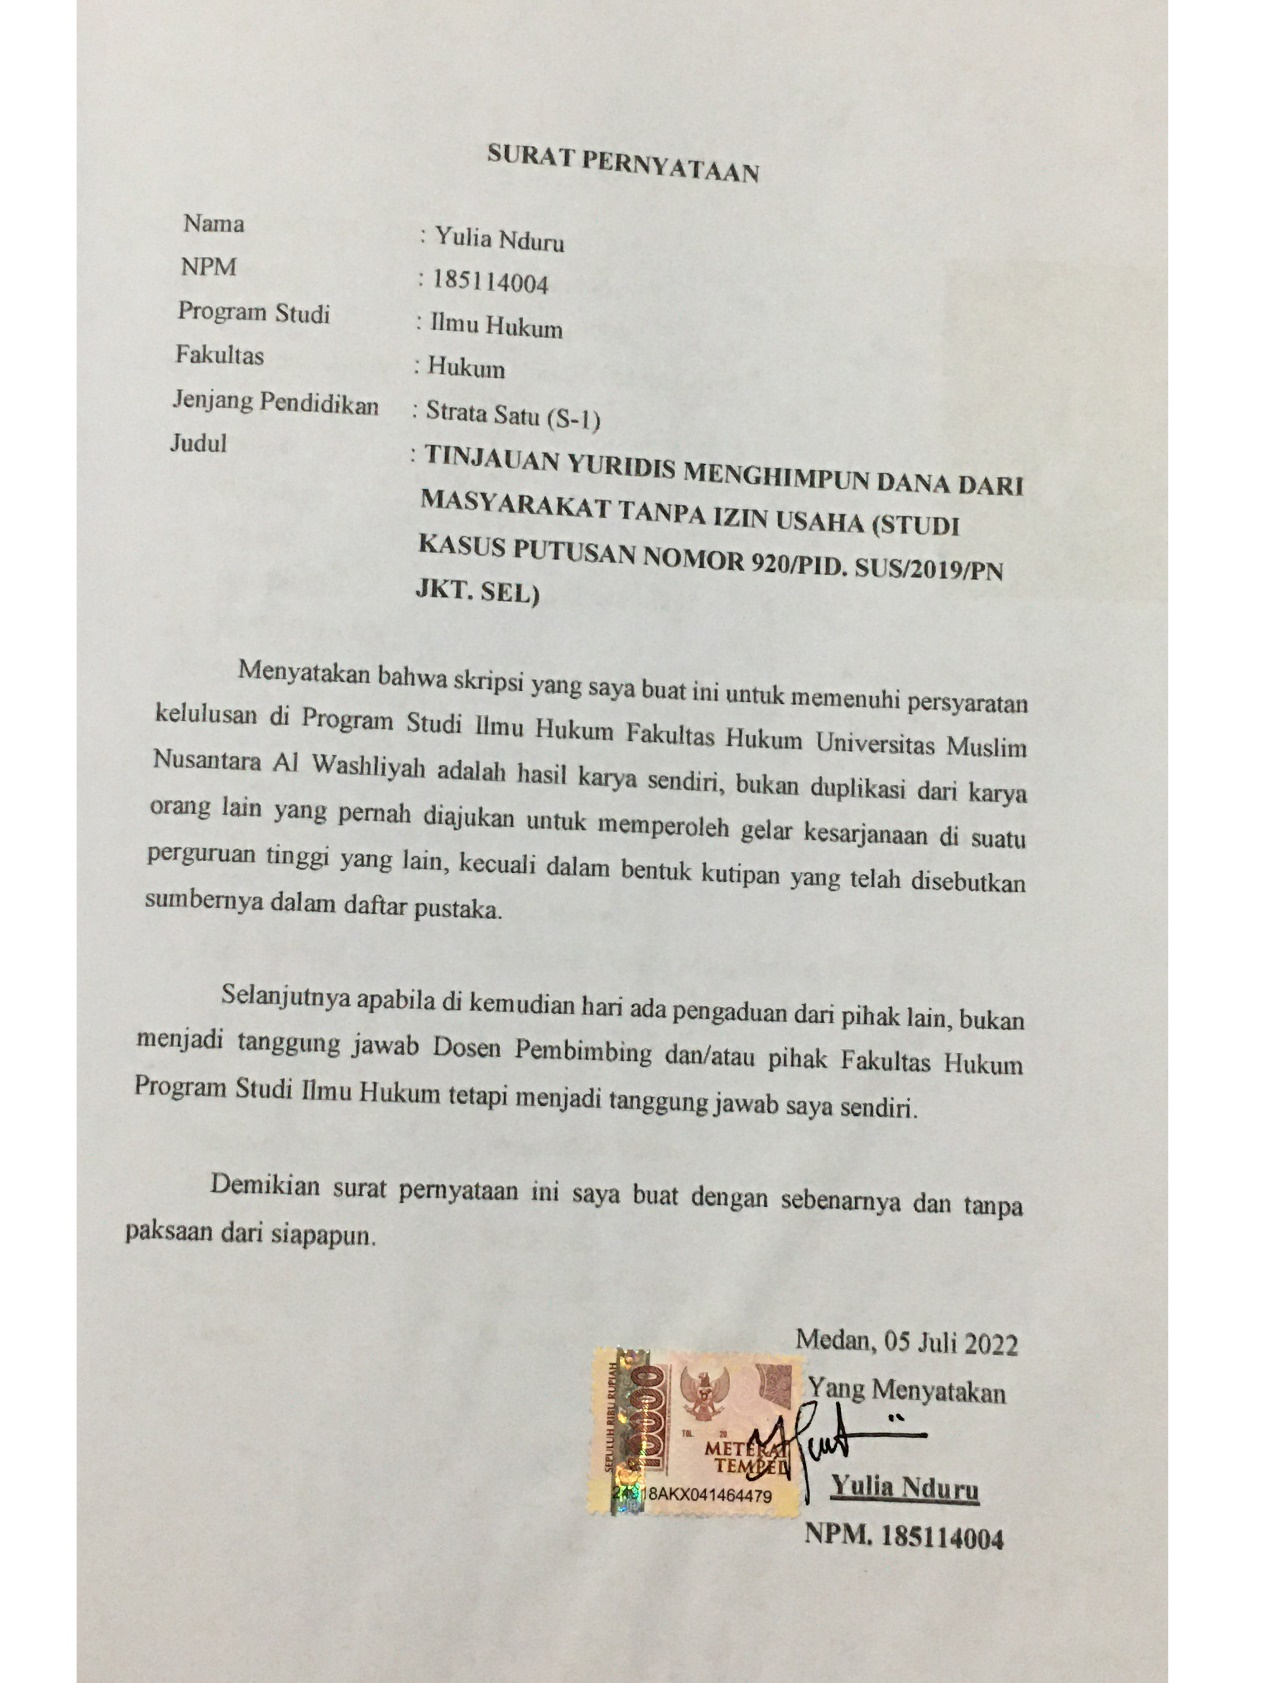 SURAT PERNYATAAN
Nama : Yulia Nduru
NPM : 185114004
Program Studi : Ilmu Hukum
Fakultas : Hukum
Jenjang Pendidikan : Strata Satu (S-1)
Judul : TINJAUAN YURIDIS MENGHIMPUN DANA DARI
MASYARAKAT TANPA IZIN USAHA (STUDI
KASUS PUTUSAN NOMOR 920/PID. SUS/2019/PN
JKT. SEL)
Menyatakan bahwa skripsi yang saya buat ini untuk memenuhi persyaratan
kelulusan di Program Studi Ilmu Hukum Fakultas Hukum Universitas Muslim
Nusantara Al Washliyah adalah hasil karya sendiri, bukan duplikasi dari karya
orang lain yang pernah diajukan untuk memperoleh gelar kesarjanaan di suatu
perguruan tinggi yang lain, kecuali dalam bentuk kutipan yang telah disebutkan
sumbernya dalam daftar pustaka.
Selanjutnya apabila di kemudian hari ada pengaduan dari pihak lain, bukan
menjadi tanggung jawab Dosen Pembimbing dan/atau pihak Fakultas Hukum
Program Studi Ilmu Hukum tetapi menjadi tanggung jawab saya sendiri.
Demikian surat pernyataan ini saya buat dengan sebenarnya dan tanpa
paksaan dari siapapun.
Medan, 05 Juli 2022
Yang Menyatakan
SEPULUH RIBU RUPIAH
10000
TGL. 20
METERAI
TEMPEL
18AKX041464479
Yulia Nduru
NPM. 185114004